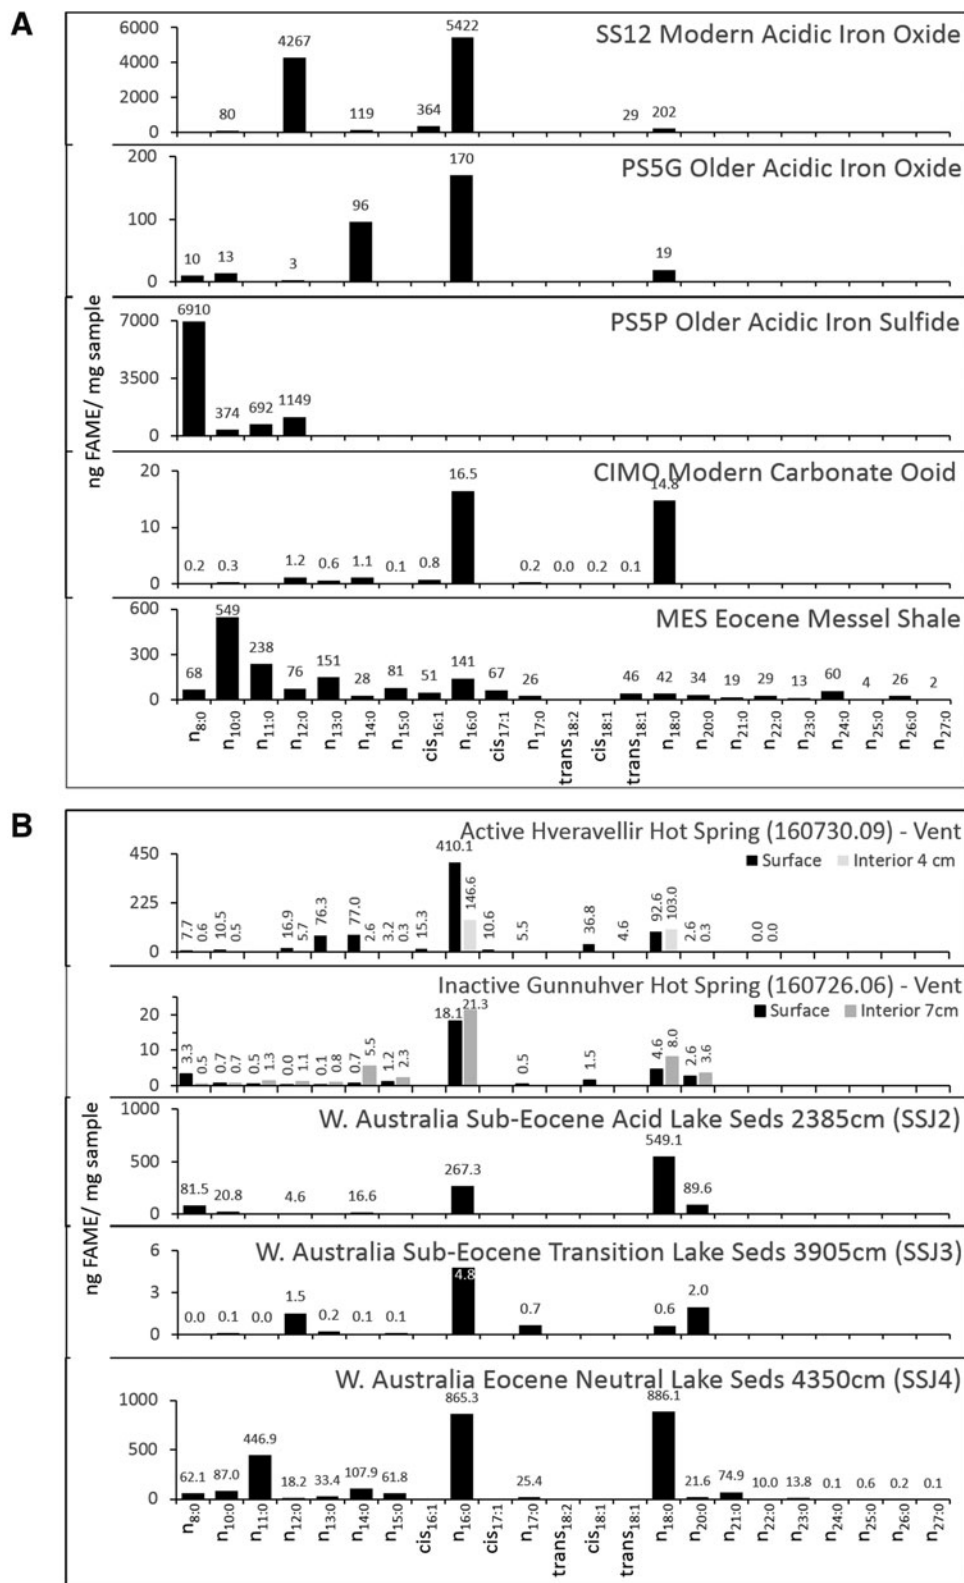 A
SS12 Modern Acidic Iron Oxide
6000
4000
2000
0
80
4267
119
364
5422
29
202
PS5G Older Acidic Iron Oxide
200
100
0
10
13
3
96
170
19
PS5P Older Acidic Iron Sulfide
7000
3500
0
6910
374
692
1149
ng FAME/ mg sample
CIMO Modern Carbonate Ooid
20
10
0
0.2
0.3
1.2
0.6
1.1
0.1
0.8
16.5
0.2
0.0
0.2
0.1
14.8
MES Eocene Messel Shale
600
300
0
68
549
238
76
151
28
81
51
141
67
26
46
42
34
19
29
13
60
4
26
2
n8:0
n10:0
n11:0
n12:0
n13:0
n14:0
n15:0
cis16:1
n16:0
cis17:1
n17:0
trans18:2
cis18:1
trans18:1
n18:0
n20:0
n21:0
n22:0
n23:0
n24:0
n25:0
n26:0
n27:0
B
Active Hveravellir Hot Spring (160730.09) - Vent
Surface
Interior 4 cm
450
225
0
7.7
0.6
10.5
0.5
16.9
5.7
76.3
77.0
2.6
3.2
0.3
15.3
410.1
146.6
10.6
5.5
36.8
4.6
92.6
103.0
2.6
0.3
0.0
0.0
Inactive Gunnuhver Hot Spring (160726.06) - Vent
Surface
Interior 7cm
20
10
0
3.3
0.5
0.7
0.7
0.5
1.3
0.0
1.1
0.1
0.8
0.7
5.5
1.2
2.3
18.1
21.3
0.5
1.5
4.6
8.0
2.6
3.6
ng FAME/ mg sample
W. Australia Sub-Eocene Acid Lake Seds 2385cm (SSJ2)
1000
500
0
81.5
20.8
4.6
16.6
267.3
549.1
89.6
W. Australia Sub-Eocene Transition Lake Seds 3905cm (SSJ3)
6
3
0
0.0
0.1
0.0
1.5
0.2
0.1
0.1
4.8
0.7
0.6
2.0
W. Australia Eocene Neutral Lake Seds 4350cm (SSJ4)
1000
500
0
62.1
87.0
446.9
18.2
33.4
107.9
61.8
865.3
25.4
886.1
21.6
74.9
10.0
13.8
0.1
0.6
0.2
0.1
n8:0
n10:0
n11:0
n12:0
n13:0
n14:0
n15:0
cis16:1
n16:0
cis17:1
n17:0
trans18:2
cis18:1
trans18:1
n18:0
n20:0
n21:0
n22:0
n23:0
n24:0
n25:0
n26:0
n27:0